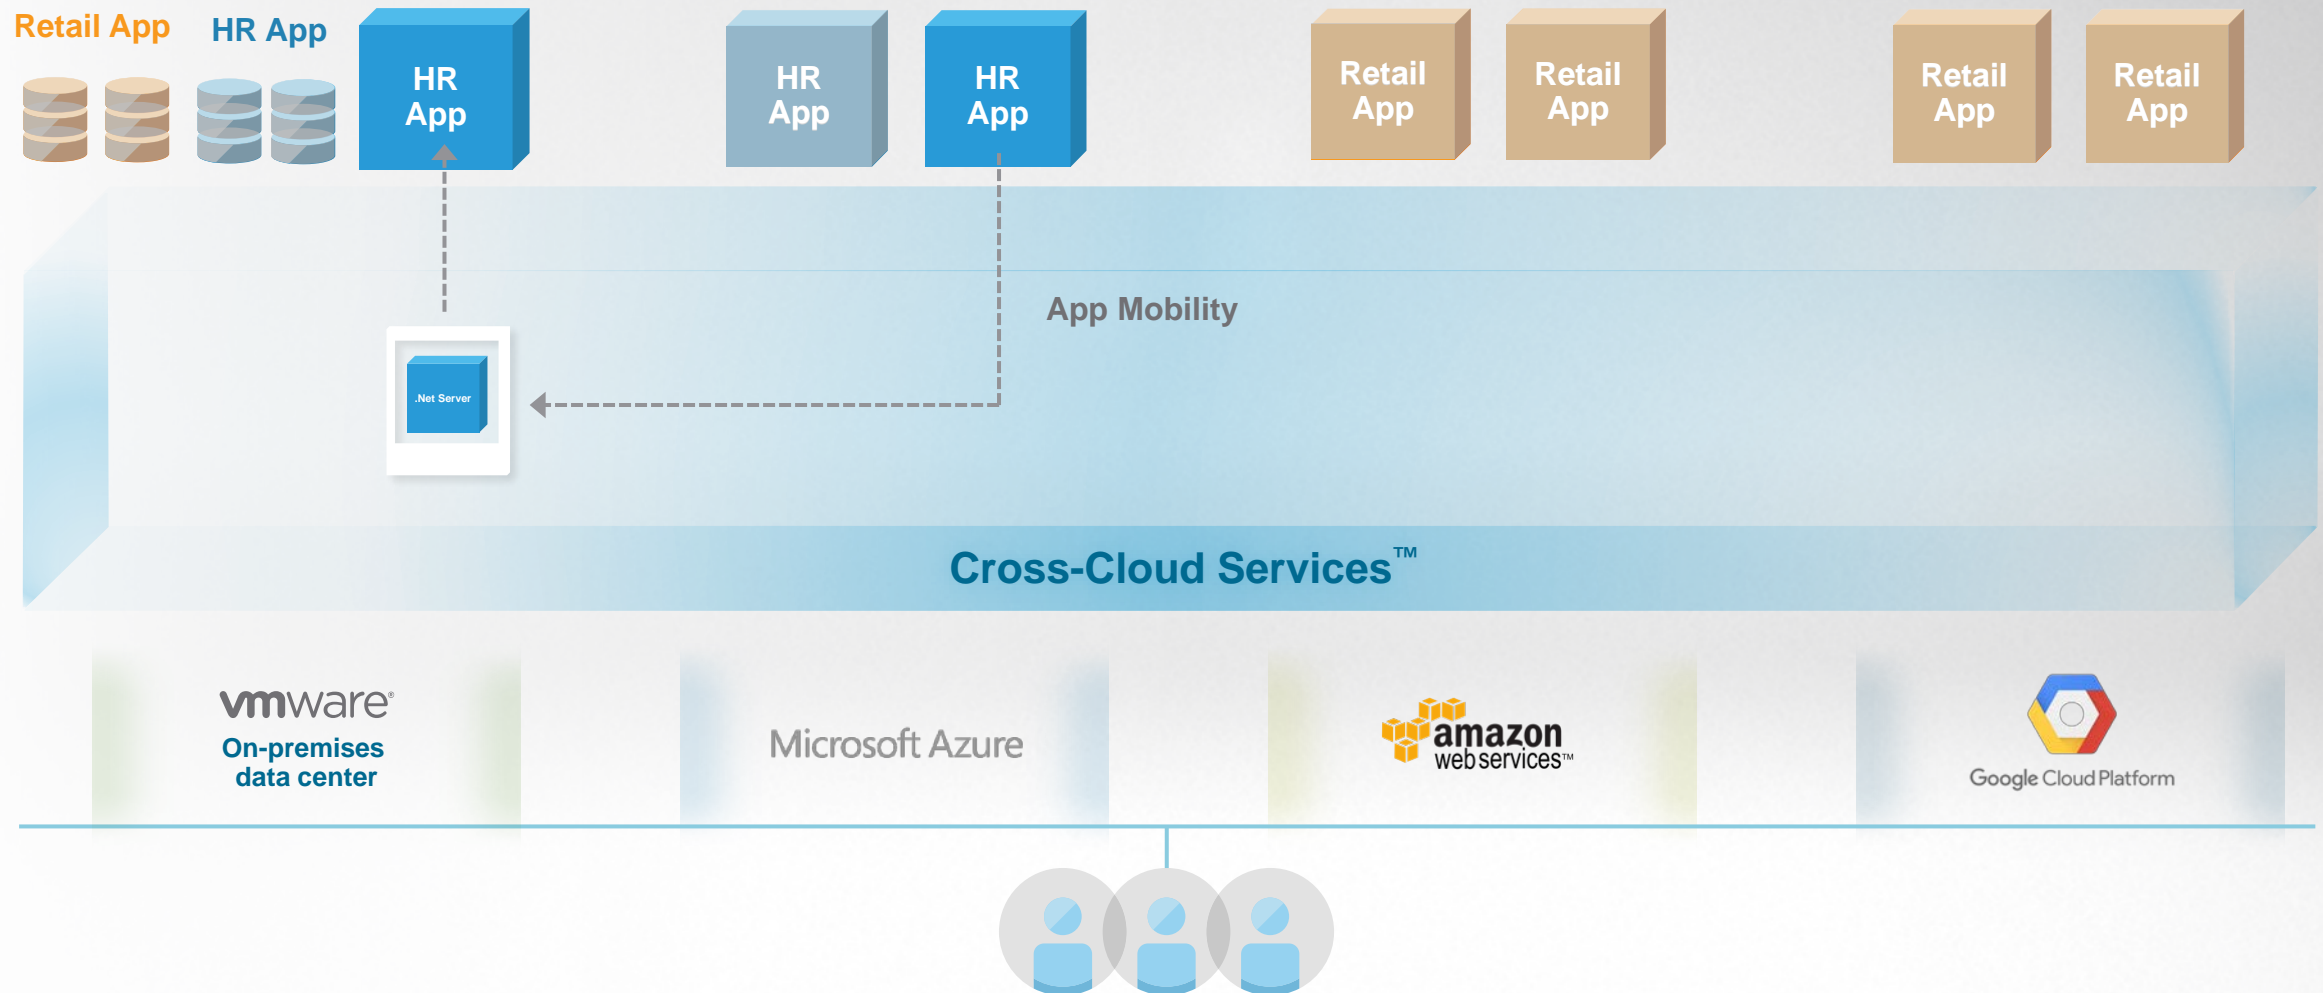 Retail App
HR App
HR
App
HR
App
HR
App
Retail
App
Retail
App
Retail
App
Retail
App
App Mobility
.Net Server
Cross-Cloud Services™
vmware®
On-premises
data center
Microsoft Azure
amazon
web services™
Google Cloud Platform